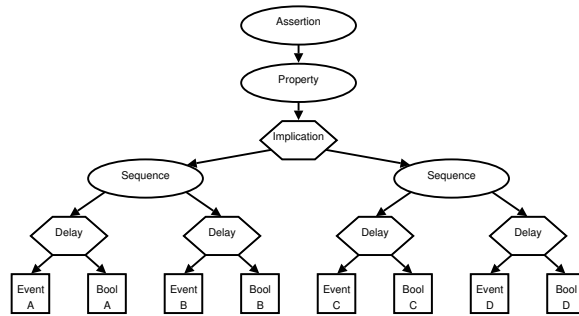 Assertion
Property
Implication
Sequence Sequence
Delay Delay Delay Delay
Event Bool Event Bool Event Bool Event Bool
A A B B C C D D